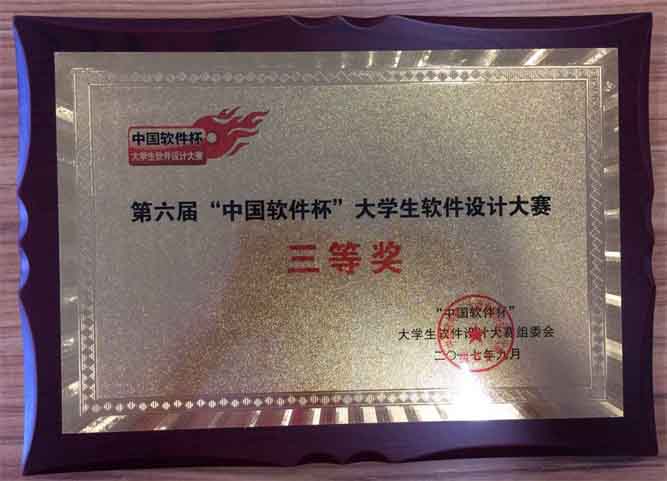 中国软件杯
大学生软件设计大赛
第六届“中国软件杯”大学生软件设计大赛
三等奖
“中国软件杯”
大学生软件设计大赛组委会
二〇一七年九月